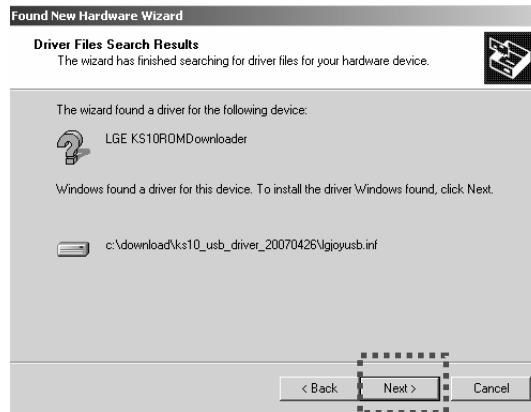 Found New Hardware Wizard
Driver Files Search Results
The wizard has finished searching for driver files for your hardware device.
The wizard found a driver for the following device:
LGE KS10ROMDownloader
Windows found a driver for this device. To install the driver Windows found, click Next.
c:\download\ks10_usb_driver_20070426\lgjoyusb.inf
< Back Next > Cancel